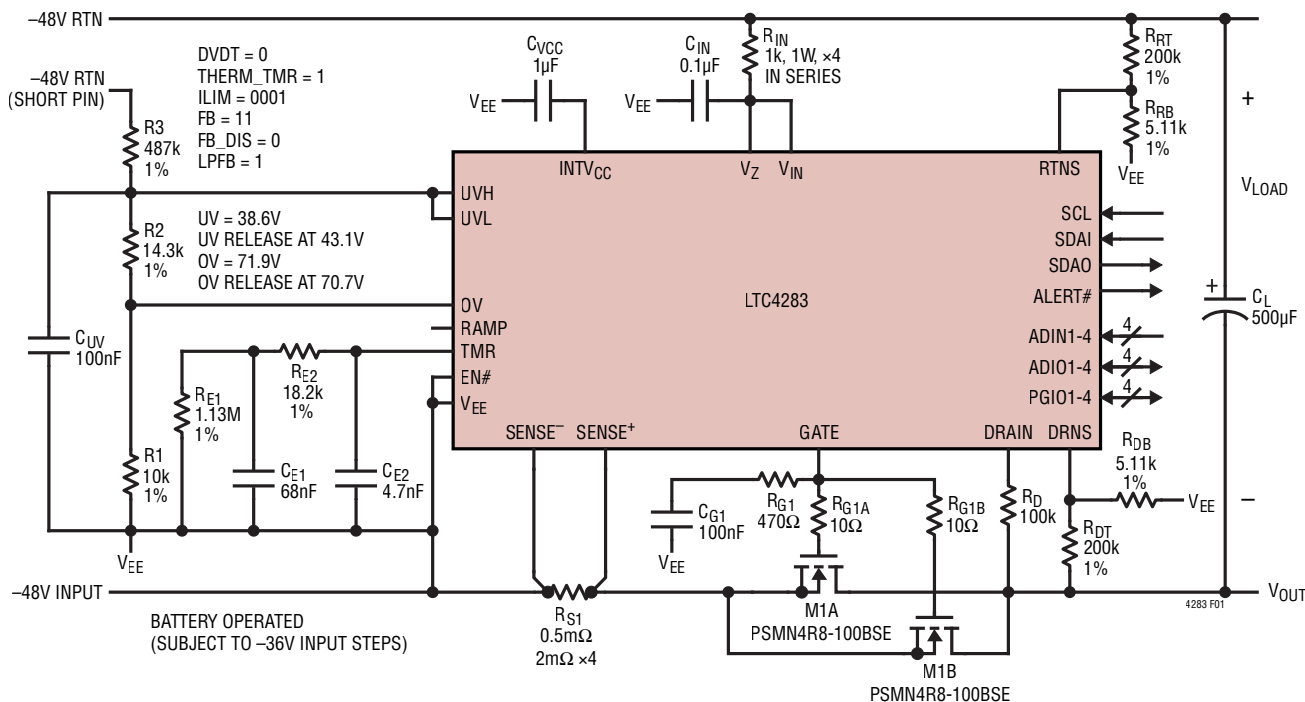 –48V RTN
–48V RTN
(SHORT PIN)
DVDT = 0
THERM_TMR = 1
ILIM = 0001
FB = 11
FB_DIS = 0
LPFB = 1
R3
487k
1%
CVCC
1µF
VEE
CIN
0.1µF
VEE
RIN
1k, 1W, ×4
IN SERIES
RRT
200k
1%
RRB
5.11k
1%
VEE
+
VLOAD
–
INTVCC
VZ
VIN
RTNS
UVH
UVL
UV = 38.6V
UV RELEASE AT 43.1V
OV = 71.9V
OV RELEASE AT 70.7V
R2
14.3k
1%
LTC4283
SCL
SDAI
SDAO
ALERT#
ADIN1-4
4
ADIO1-4
4
PGIO1-4
4
+
CL
500µF
OV
RAMP
TMR
EN#
VEE
CUV
100nF
RE1
1.13M
1%
RE2
18.2k
1%
CE1
68nF
CE2
4.7nF
R1
10k
1%
VEE
SENSE–
SENSE+
GATE
DRAIN
DRNS
RDB
5.11k
1%
VEE
CG1
100nF
VEE
RG1
470Ω
RG1A
10Ω
RG1B
10Ω
RD
100k
RDT
200k
1%
–48V INPUT
BATTERY OPERATED
(SUBJECT TO –36V INPUT STEPS)
RS1
0.5mΩ
2mΩ ×4
M1A
PSMN4R8-100BSE
M1B
PSMN4R8-100BSE
4283 F01
VOUT